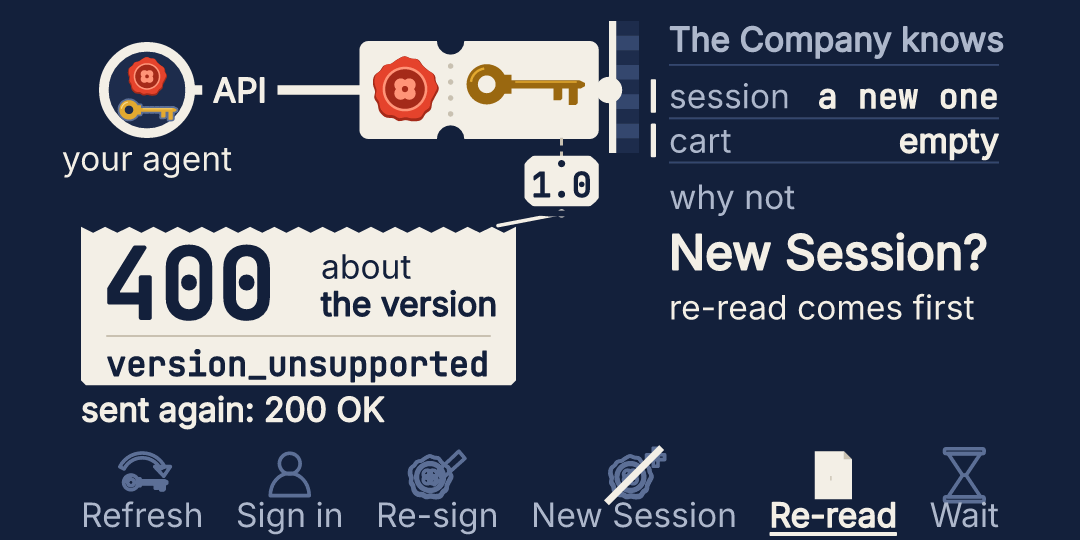 API
your agent
1.0
400
about
the version
version_unsupported
sent again: 200 OK
The Company knows
session a new one
cart empty
why not
New Session?
re-read comes first
Refresh
Sign in
Re-sign
New Session
Re-read
Wait